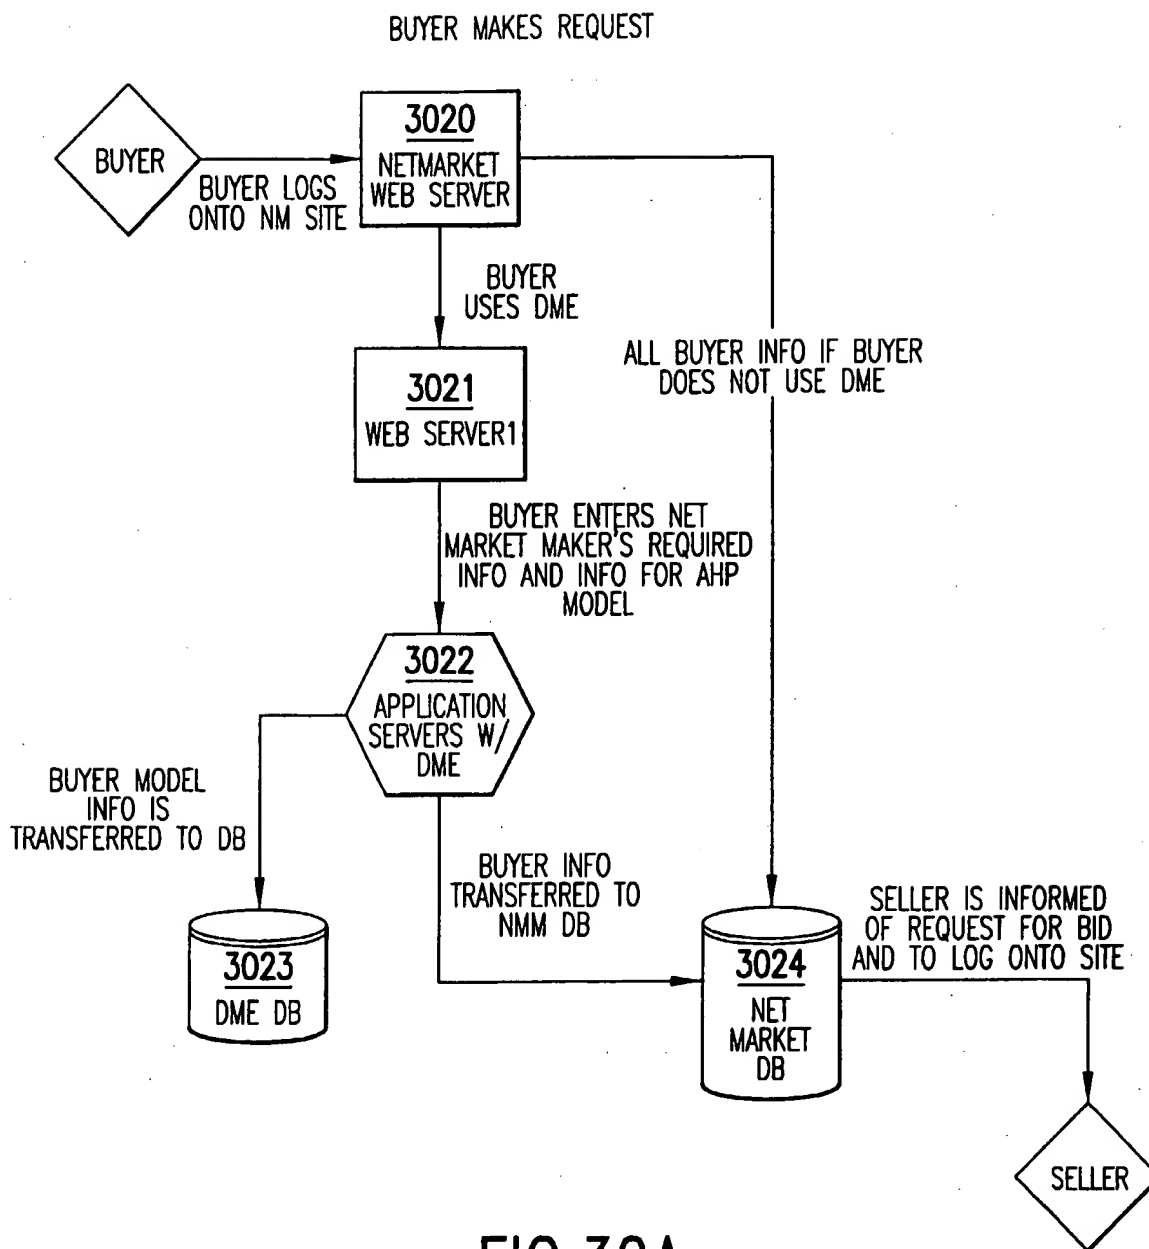 BUYER MAKES REQUEST
BUYER
BUYER LOGS
ONTO NM SITE
3020
NETMARKET
WEB SERVER
BUYER
USES DME
ALL BUYER INFO IF BUYER
DOES NOT USE DME
3021
WEB SERVER1
BUYER ENTERS NET
MARKET MAKER'S REQUIRED
INFO AND INFO FOR AHP
MODEL
3022
APPLICATION
SERVERS W/
DME
BUYER MODEL
INFO IS
TRANSFERRED TO DB
BUYER INFO
TRANSFERRED TO
NMM DB
SELLER IS INFORMED
OF REQUEST FOR BID
AND TO LOG ONTO SITE
3023
DME DB
3024
NET
MARKET
DB
SELLER
FIG.30A